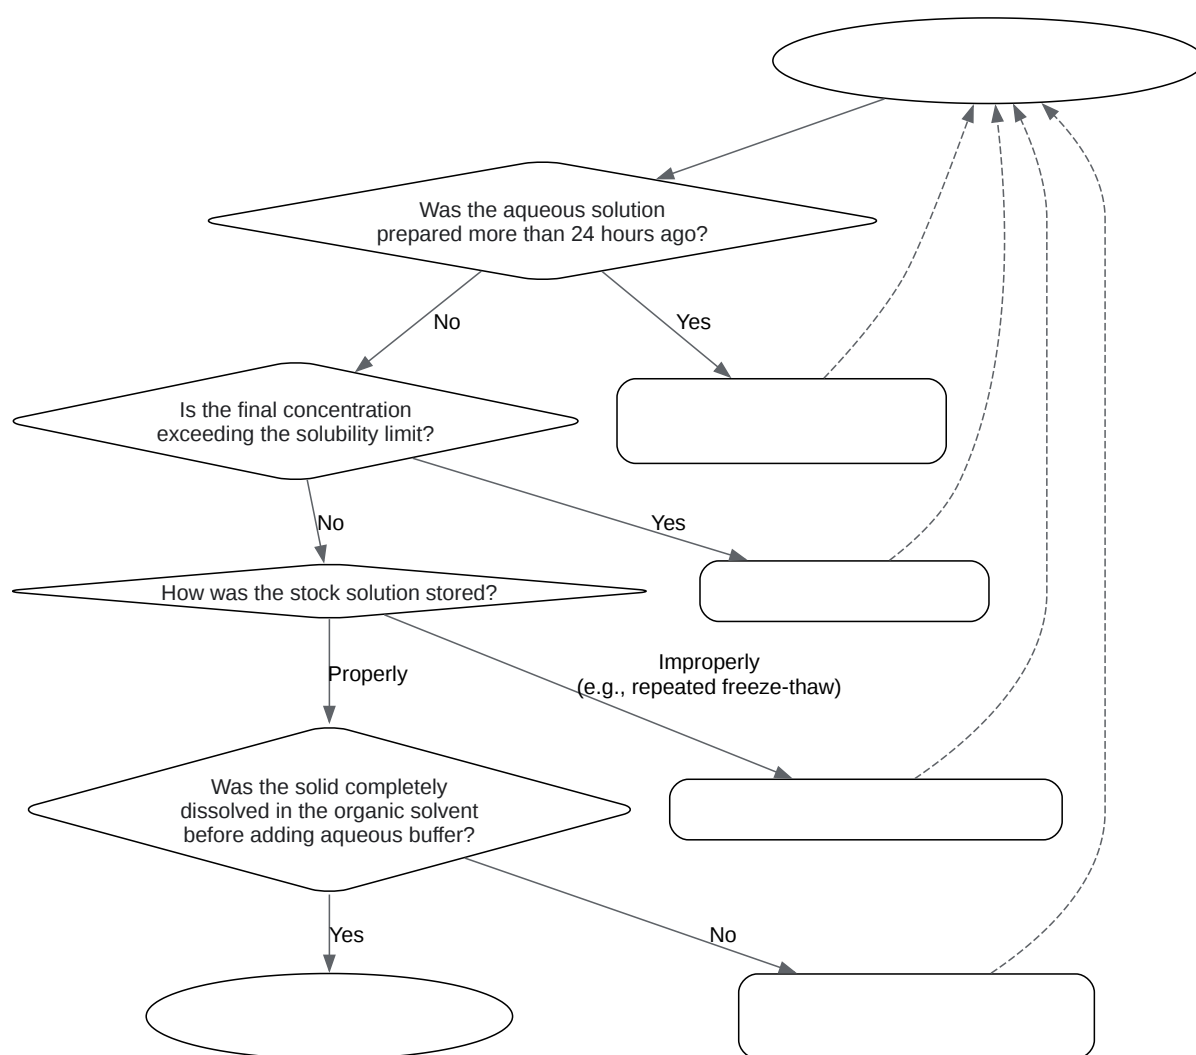 Was the aqueous solution
prepared more than 24 hours ago?
No
Yes
Is the final concentration
exceeding the solubility limit?
No
Yes
How was the stock solution stored?
Properly
Improperly
(e.g., repeated freeze-thaw)
Was the solid completely
dissolved in the organic solvent
before adding aqueous buffer?
Yes
No